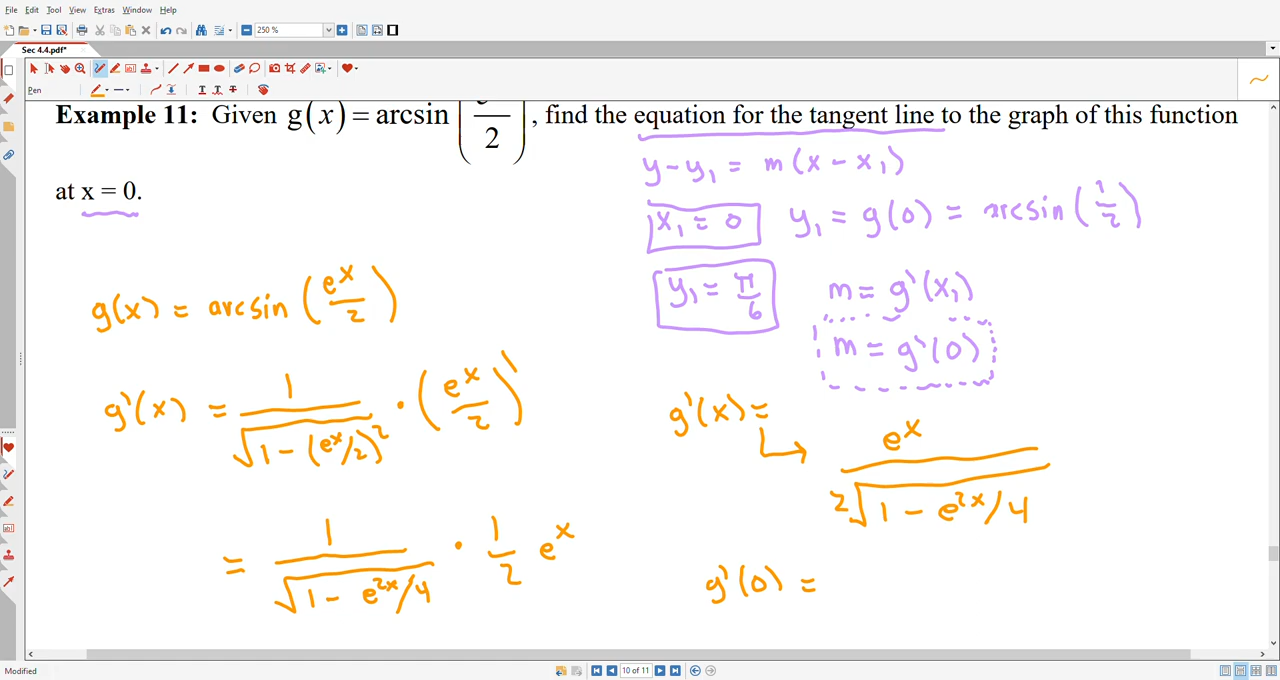 File Edit Tool View Extras Window Help
250 %
Sec 4.4.pdf*
Pen
Example 11: Given g(x) = arcsin( /2), find the equation for the tangent line to the graph of this function
at x = 0.
y - y₁ = m(x - x₁)
x₁ = 0 y₁ = g(0) = arcsin(1/2)
y₁ = π/6 m = g'(x₁)
m = g'(0)
g(x) = arcsin(eˣ/2)
g'(x) = 1/√(1 - (eˣ/2)²) · (eˣ/2)'
g'(x) = eˣ/(2√(1 - e²ˣ/4))
= 1/√(1 - e²ˣ/4) · 1/2 eˣ
g'(0) =
10 of 11
Modified